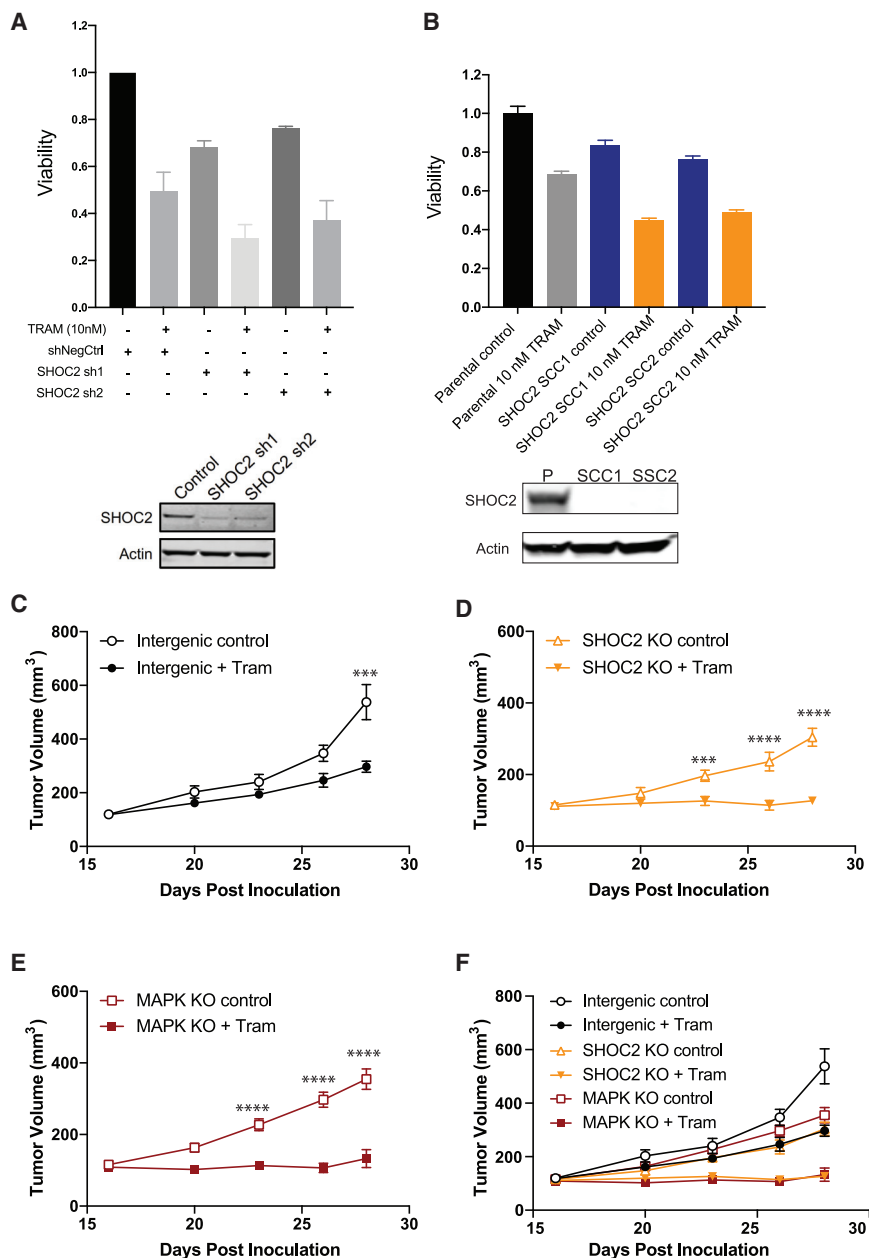 A
1.2
1.0
0.8
0.6
0.4
0.2
0.0
Viability
TRAM (10nM) - + - + - +
shNegCtrl + + - - - -
SHOC2 sh1 - - + + - -
SHOC2 sh2 - - - - + +
Control SHOC2 sh1 SHOC2 sh2
SHOC2
Actin
B
1.2
1.0
0.8
0.6
0.4
0.2
0.0
Viability
Parental control
Parental 10 nM TRAM
SHOC2 SCC1 control
SHOC2 SCC1 10 nM TRAM
SHOC2 SCC2 control
SHOC2 SCC2 10 nM TRAM
P SCC1 SSC2
SHOC2
Actin
C
Intergenic control
Intergenic + Tram
***
800
600
400
200
0
Tumor Volume (mm3)
15 20 25 30
Days Post Inoculation
D
SHOC2 KO control
SHOC2 KO + Tram
*** **** ****
600
400
200
0
Tumor Volume (mm3)
15 20 25 30
Days Post Inoculation
E
MAPK KO control
MAPK KO + Tram
**** **** ****
600
400
200
0
Tumor Volume (mm3)
15 20 25 30
Days Post Inoculation
F
Intergenic control
Intergenic + Tram
SHOC2 KO control
SHOC2 KO + Tram
MAPK KO control
MAPK KO + Tram
800
600
400
200
0
Tumor Volume (mm3)
15 20 25 30
Days Post Inoculation